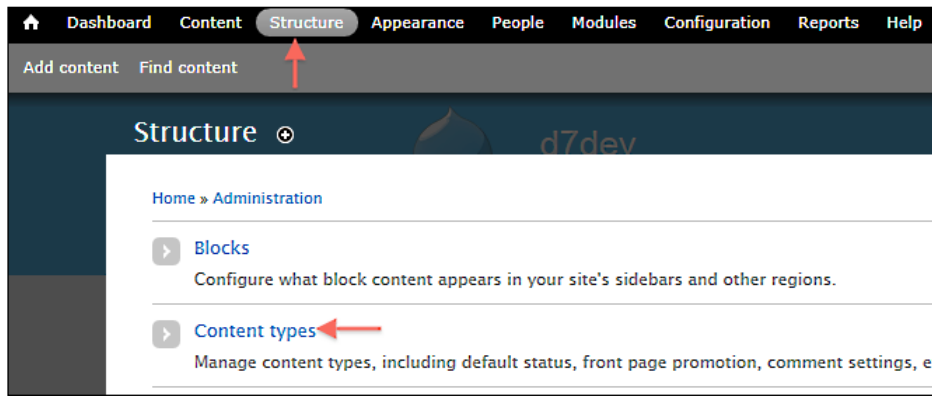 Dashboard Content Structure Appearance People Modules Configuration Reports Help
Add content Find content
Structure
d7dev
Home » Administration
Blocks
Configure what block content appears in your site's sidebars and other regions.
Content types
Manage content types, including default status, front page promotion, comment settings, e